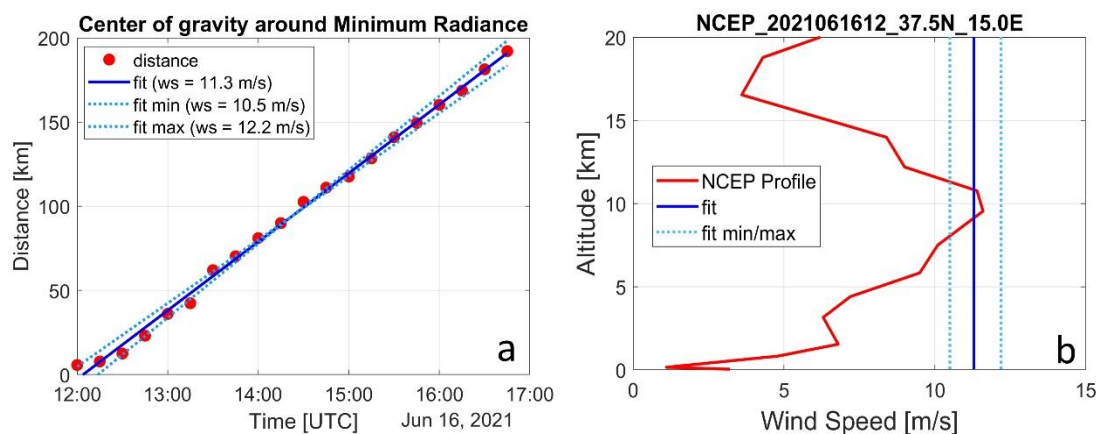 Center of gravity around Minimum Radiance
200
150
100
50
0
Distance [km]
distance
fit (ws = 11.3 m/s)
fit min (ws = 10.5 m/s)
fit max (ws = 12.2 m/s)
a
12:00 13:00 14:00 15:00 16:00 17:00
Time [UTC]
Jun 16, 2021
NCEP_2021061612_37.5N_15.0E
20
15
10
5
0
Altitude [km]
NCEP Profile
fit
fit min/max
b
0 5 10 15
Wind Speed [m/s]